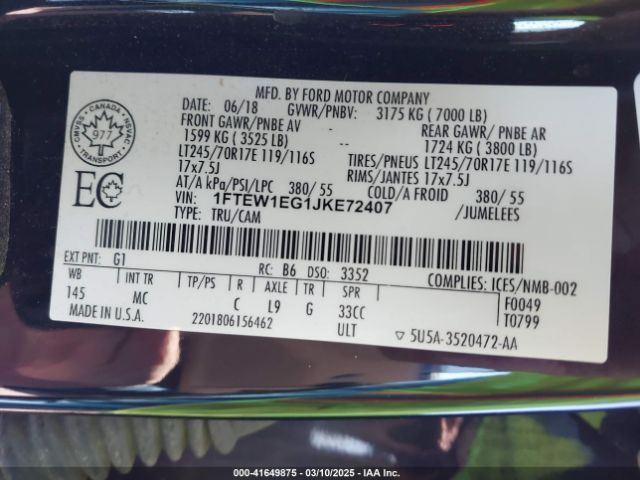 MFD. BY FORD MOTOR COMPANY
DATE: 06/18 GVWR/PNBV: 3175 KG ( 7000 LB)
FRONT GAWR/PNBE AV REAR GAWR/ PNBE AR
1599 KG ( 3525 LB) 1724 KG ( 3800 LB)
LT245/70R17E 119/116S TIRES/PNEUS LT245/70R17E 119/116S
17x7.5J RIMS/JANTES 17x7.5J
AT/A kPa/PSI/LPC 380/ 55 COLD/A FROID 380/ 55
VIN: 1FTEW1EG1JKE72407 /JUMELEES
TYPE: TRU/CAM
CANADA
SVMAC NSVAC
977
TRANSPORT
EC
EXT PNT: G1 RC: B6 DSO: 3352 COMPLIES: ICES/NMB-002
WB INT TR TP/PS R AXLE TR SPR F0049
145 MC C L9 G 33CC T0799
MADE IN U.S.A. 2201806156462 ULT ▽ 5U5A-3520472-AA
000-41649875 — 03/10/2025 — IAA Inc.